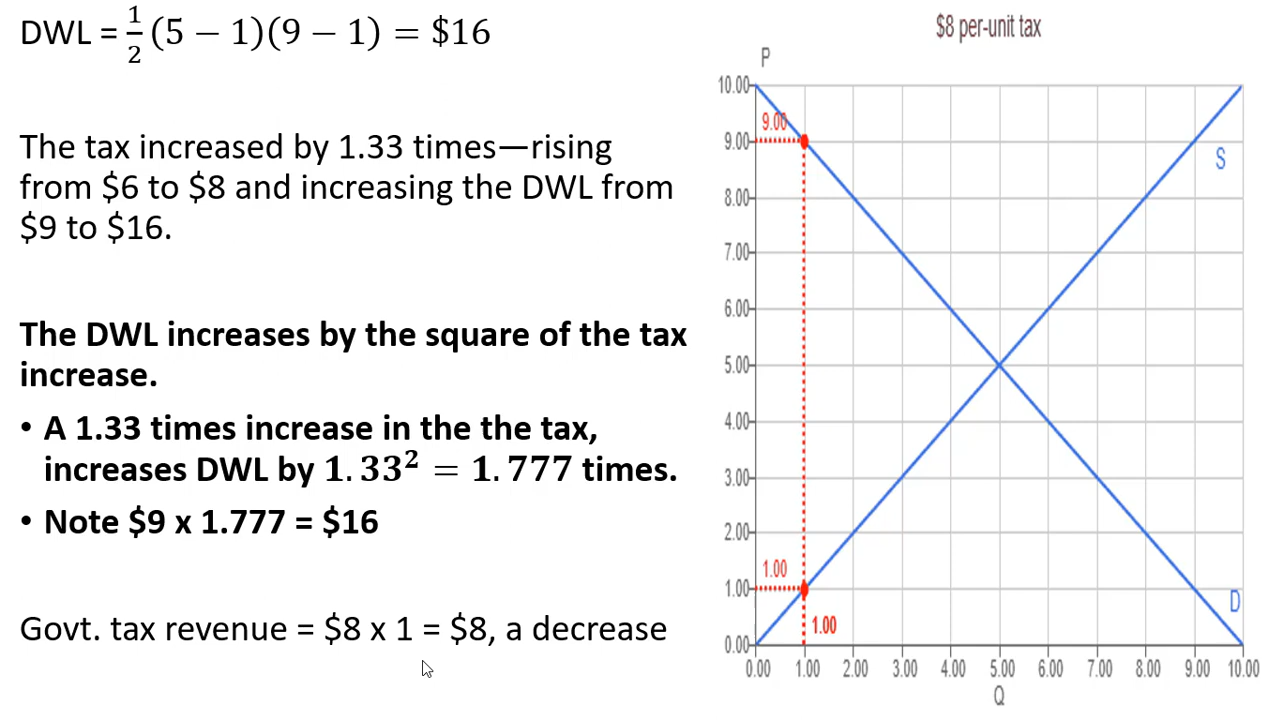 DWL = 1/2 (5 − 1)(9 − 1) = $16
The tax increased by 1.33 times—rising
from $6 to $8 and increasing the DWL from
$9 to $16.
The DWL increases by the square of the tax
increase.
• A 1.33 times increase in the the tax,
increases DWL by 1.33² = 1.777 times.
• Note $9 x 1.777 = $16
Govt. tax revenue = $8 x 1 = $8, a decrease
$8 per-unit tax
P
10.00
9.00
9.00
S
8.00
7.00
6.00
5.00
4.00
3.00
2.00
1.00
1.00
D
1.00
0.00
0.00 1.00 2.00 3.00 4.00 5.00 6.00 7.00 8.00 9.00 10.00
Q